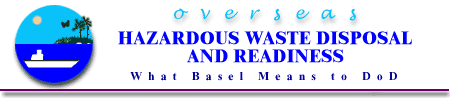 overseas
HAZARDOUS WASTE DISPOSAL
AND READINESS
What Basel Means to DoD